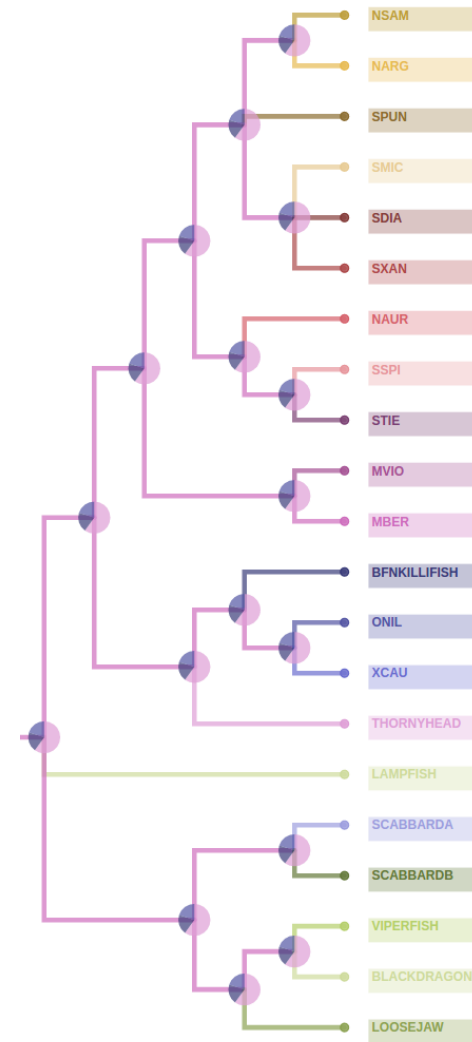 NSAM
NARG
SPUN
SMIC
SDIA
SXAN
NAUR
SSPI
STIE
MVIO
MBER
BFNKILLIFISH
ONIL
XCAU
THORNYHEAD
LAMPFISH
SCABBARDA
SCABBARDB
VIPERFISH
BLACKDRAGON
LOOSEJAW